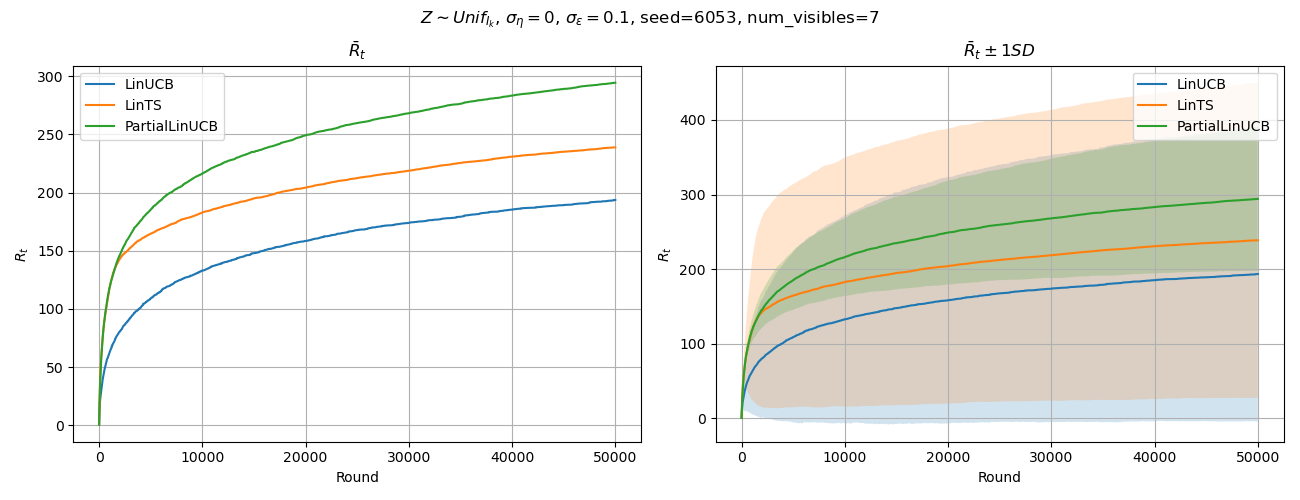 Z ~ Unif_{I_k}, σ_η = 0, σ_ε = 0.1, seed=6053, num_visibles=7
R̄_t
R_t
300
250
200
150
100
50
0
LinUCB
LinTS
PartialLinUCB
0 10000 20000 30000 40000 50000
Round
R̄_t ± 1SD
R_t
400
300
200
100
0
LinUCB
LinTS
PartialLinUCB
0 10000 20000 30000 40000 50000
Round